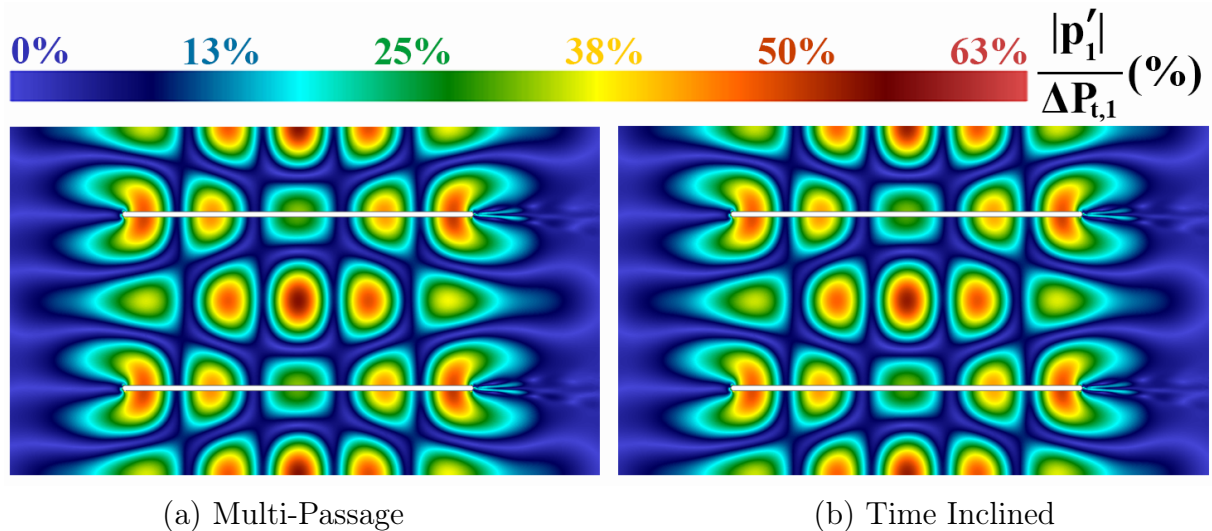 0% 13% 25% 38% 50% 63% |p′₁| / ΔPₜ,₁ (%)
(a) Multi-Passage (b) Time Inclined